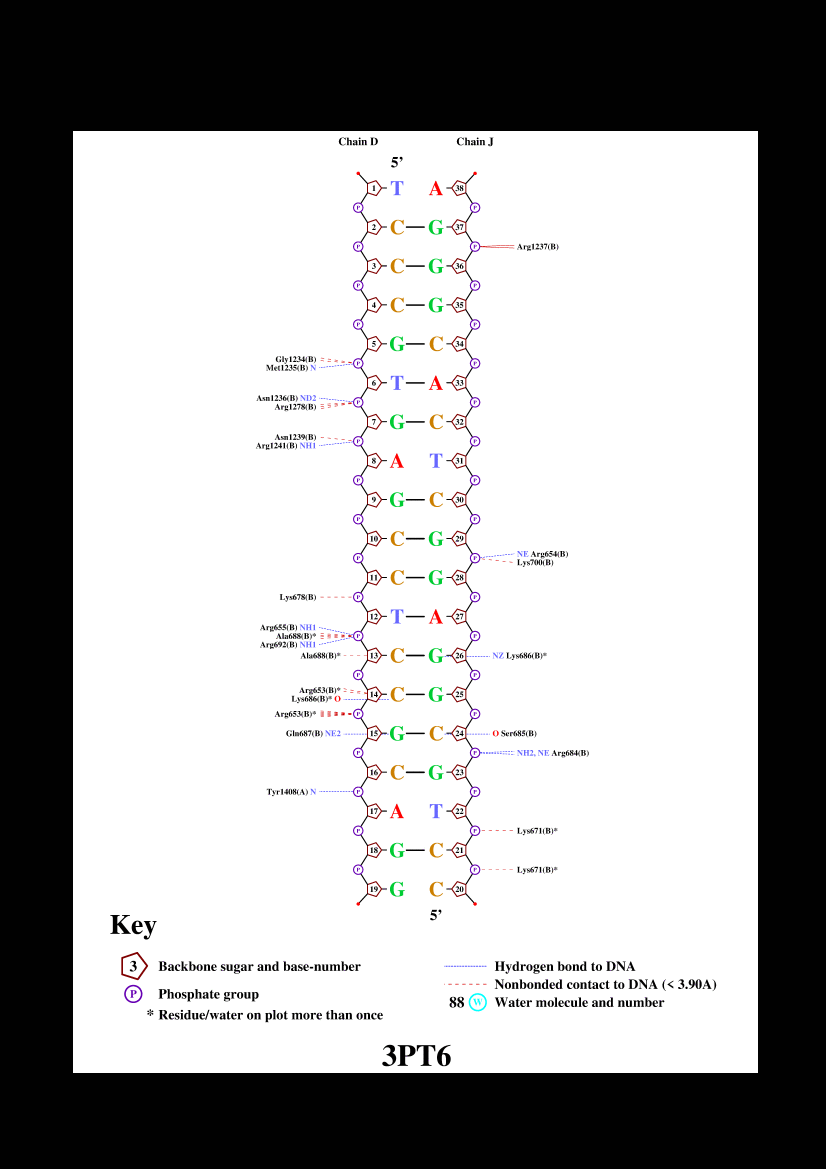 Chain D Chain J
5’
1 T A 38
P P
2 C G 37
P P Arg1237(B)
3 C G 36
P P
4 C G 35
P P
5 G C 34
Gly1234(B) P P
Met1235(B) N
6 T A 33
Asn1236(B) ND2 P P
Arg1278(B)
7 G C 32
Asn1239(B) P P
Arg1241(B) NH1
8 A T 31
P P
9 G C 30
P P
10 C G 29
P P NE Arg654(B)
Lys700(B)
11 C G 28
Lys678(B) P P
12 T A 27
Arg655(B) NH1
Ala688(B)* P P
Arg692(B) NH1
Ala688(B)* 13 C G 26 NZ Lys686(B)*
P P
Arg653(B)* 14 C G 25
Lys686(B)* O
Arg653(B)* P P
Gln687(B) NE2 15 G C 24 O Ser685(B)
P P NH2, NE Arg684(B)
16 C G 23
Tyr1408(A) N P P
17 A T 22
P P Lys671(B)*
18 G C 21
P P Lys671(B)*
19 G C 20
5’
Key
3 Backbone sugar and base-number
P Phosphate group
* Residue/water on plot more than once
Hydrogen bond to DNA
Nonbonded contact to DNA (< 3.90A)
88 W Water molecule and number
3PT6